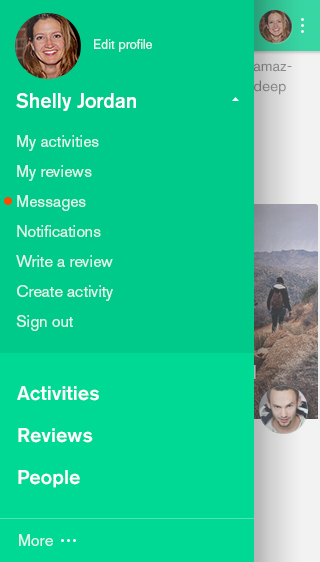 Edit profile
Shelly Jordan
My activities
My reviews
Messages
Notifications
Write a review
Create activity
Sign out
Activities
Reviews
People
More
amaz-
deep